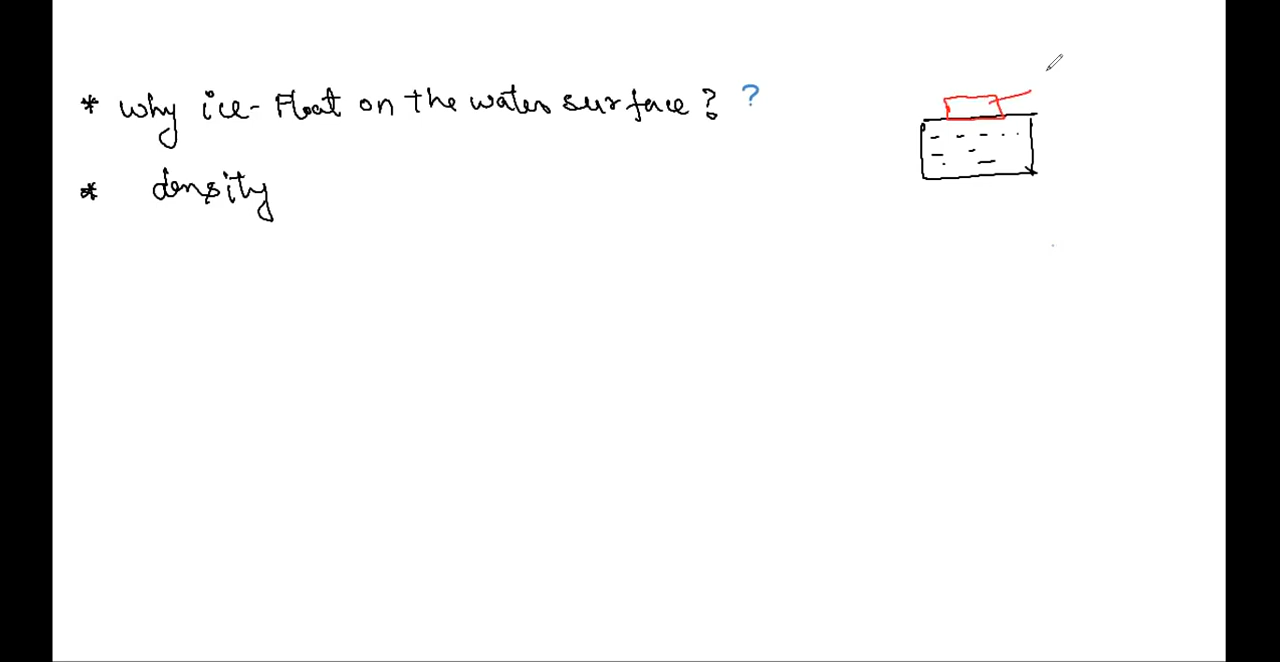 * why ice - Float on the water surface? ?
* density